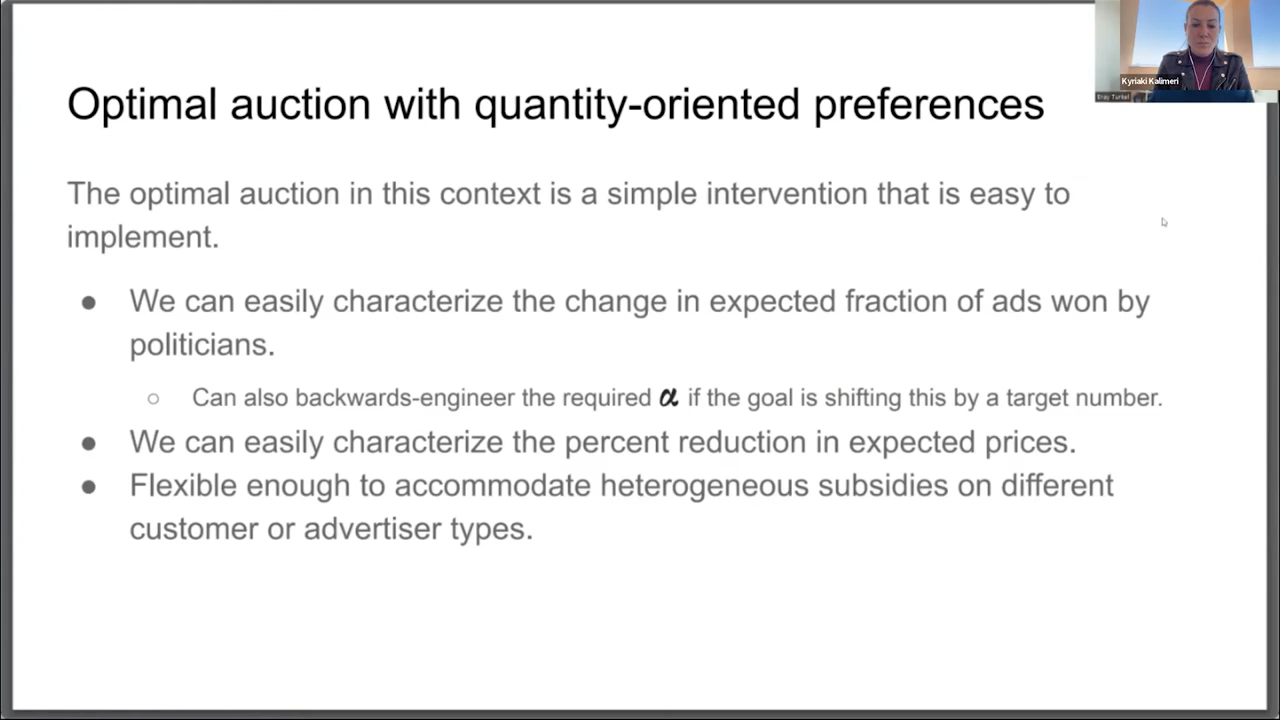 Kyriaki Kalimeri
Eray Turkel
Optimal auction with quantity-oriented preferences
The optimal auction in this context is a simple intervention that is easy to
implement.
● We can easily characterize the change in expected fraction of ads won by
politicians.
○ Can also backwards-engineer the required α if the goal is shifting this by a target number.
● We can easily characterize the percent reduction in expected prices.
● Flexible enough to accommodate heterogeneous subsidies on different
customer or advertiser types.